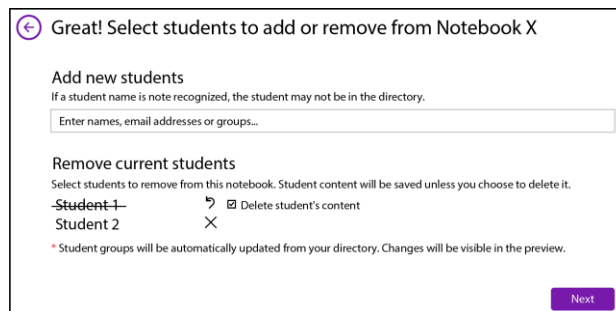 Great! Select students to add or remove from Notebook X
Add new students
If a student name is note recognized, the student may not be in the directory.
Enter names, email addresses or groups...
Remove current students
Select students to remove from this notebook. Student content will be saved unless you choose to delete it.
Student 1 Delete student's content
Student 2
* Student groups will be automatically updated from your directory. Changes will be visible in the preview.
Next